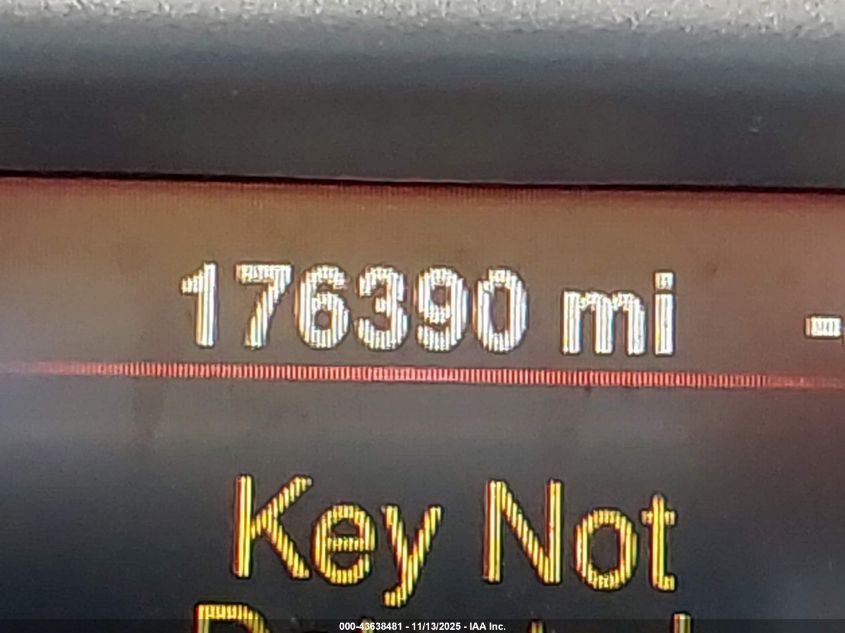 176390 mi
Key Not
000-43638481 - 11/13/2025 - IAA Inc.